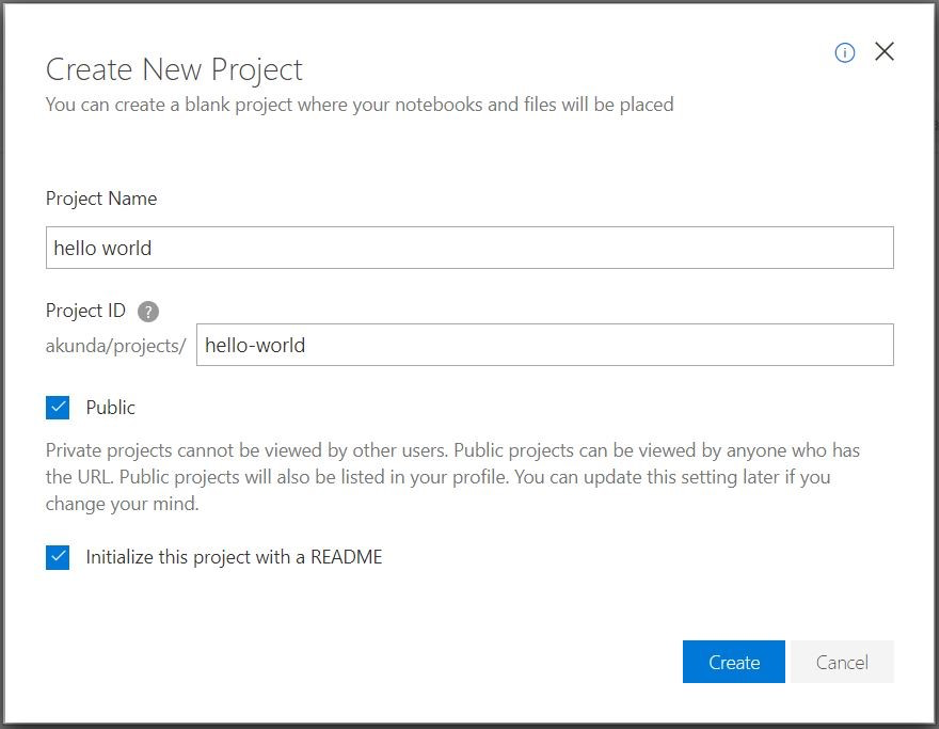 Create New Project
You can create a blank project where your notebooks and files will be placed
Project Name
hello world
Project ID ?
akunda/projects/ hello-world
Public
Private projects cannot be viewed by other users. Public projects can be viewed by anyone who has
the URL. Public projects will also be listed in your profile. You can update this setting later if you
change your mind.
Initialize this project with a README
Create Cancel